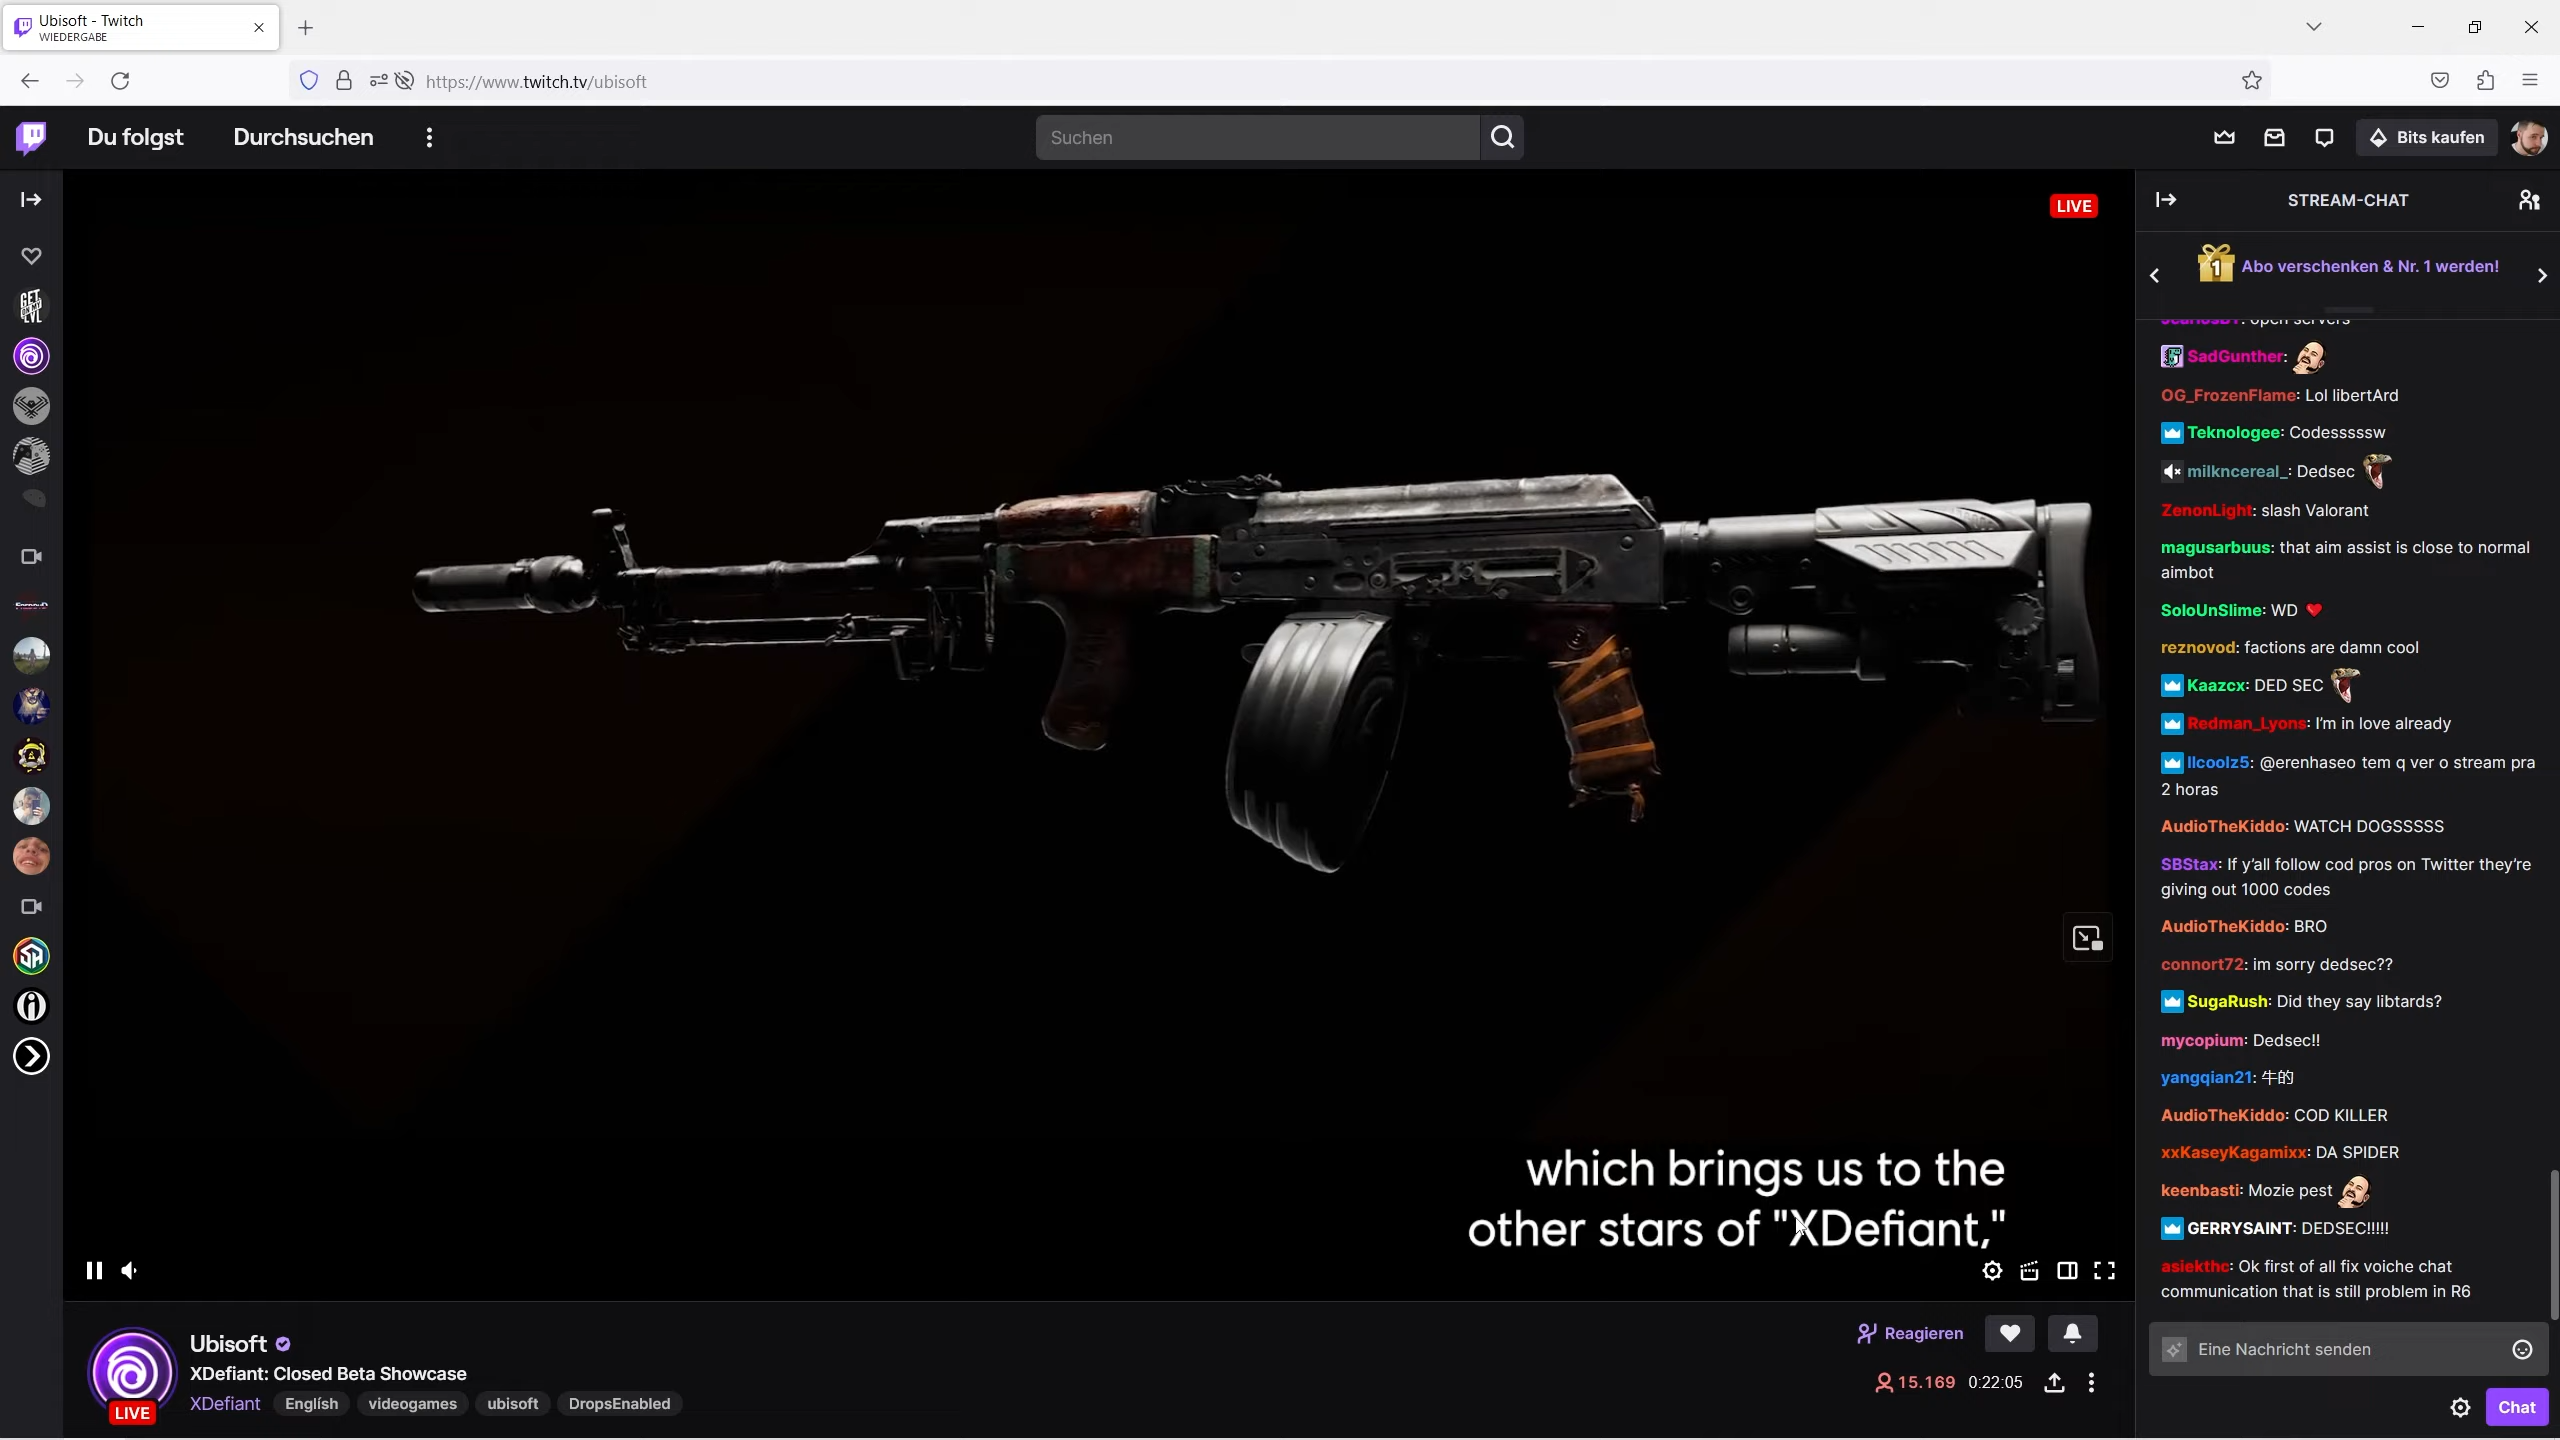 Ubisoft - Twitch
WIEDERGABE
https://www.twitch.tv/ubisoft
Du folgst
Durchsuchen
Suchen
Bits kaufen
LIVE
GET
LVL
which brings us to the
other stars of "XDefiant,"
Ubisoft
XDefiant: Closed Beta Showcase
XDefiant
English
videogames
ubisoft
DropsEnabled
LIVE
Reagieren
15.169
0:22:05
STREAM-CHAT
1
Abo verschenken & Nr. 1 werden!
open servers
SadGunther:
OG_FrozenFlame: Lol libertArd
Teknologee: Codesssssw
milkncereal_: Dedsec
ZenonLight: slash Valorant
magusarbuus: that aim assist is close to normal
aimbot
SoloUnSlime: WD
reznovod: factions are damn cool
Kaazcx: DED SEC
Redman_Lyons: I'm in love already
llcoolz5: @erenhaseo tem q ver o stream pra
2 horas
AudioTheKiddo: WATCH DOGSSSSS
SBStax: If y'all follow cod pros on Twitter they're
giving out 1000 codes
AudioTheKiddo: BRO
connort72: im sorry dedsec??
SugaRush: Did they say libtards?
mycopium: Dedsec!!
yangqian21: 牛的
AudioTheKiddo: COD KILLER
xxKaseyKagamixx: DA SPIDER
keenbasti: Mozie pest
GERRYSAINT: DEDSEC!!!!!
asiekthc: Ok first of all fix voiche chat
communication that is still problem in R6
Eine Nachricht senden
Chat